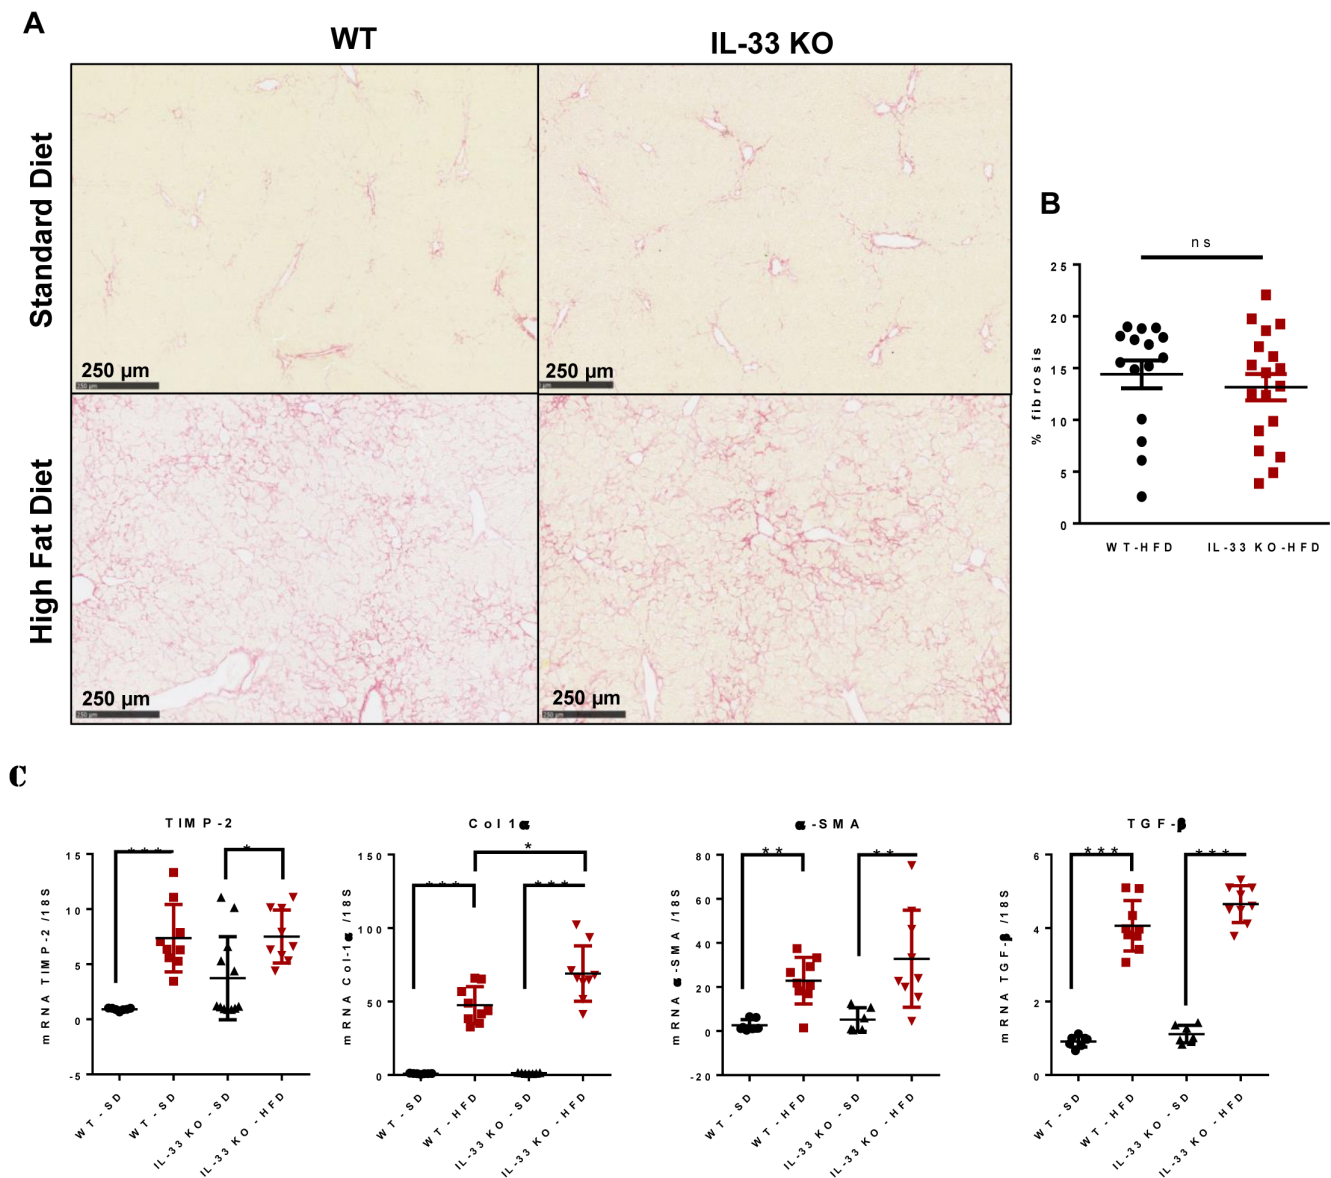 A
WT
IL-33 KO
Standard Diet
250 µm
250 µm
High Fat Diet
250 µm
250 µm
B
ns
25
20
15
10
5
0
% fibrosis
WT-HFD
IL-33 KO-HFD
C
TIMP-2
***
*
15
10
5
0
-5
mRNA TIMP-2 /18S
WT-SD
WT-SD
IL-33 KO-SD
IL-33 KO-HFD
Col 1α
*
***
***
150
100
50
0
mRNA Col-1α /18S
WT-SD
WT-HFD
IL-33 KO-SD
IL-33 KO-HFD
α-SMA
**
**
80
60
40
20
0
-20
mRNA α-SMA /18S
WT-SD
WT-HFD
IL-33 KO-SD
IL-33 KO-HFD
TGF-β
***
***
6
4
2
0
mRNA TGF-β /18S
WT-SD
WT-HFD
IL-33 KO-SD
IL-33 KO-HFD